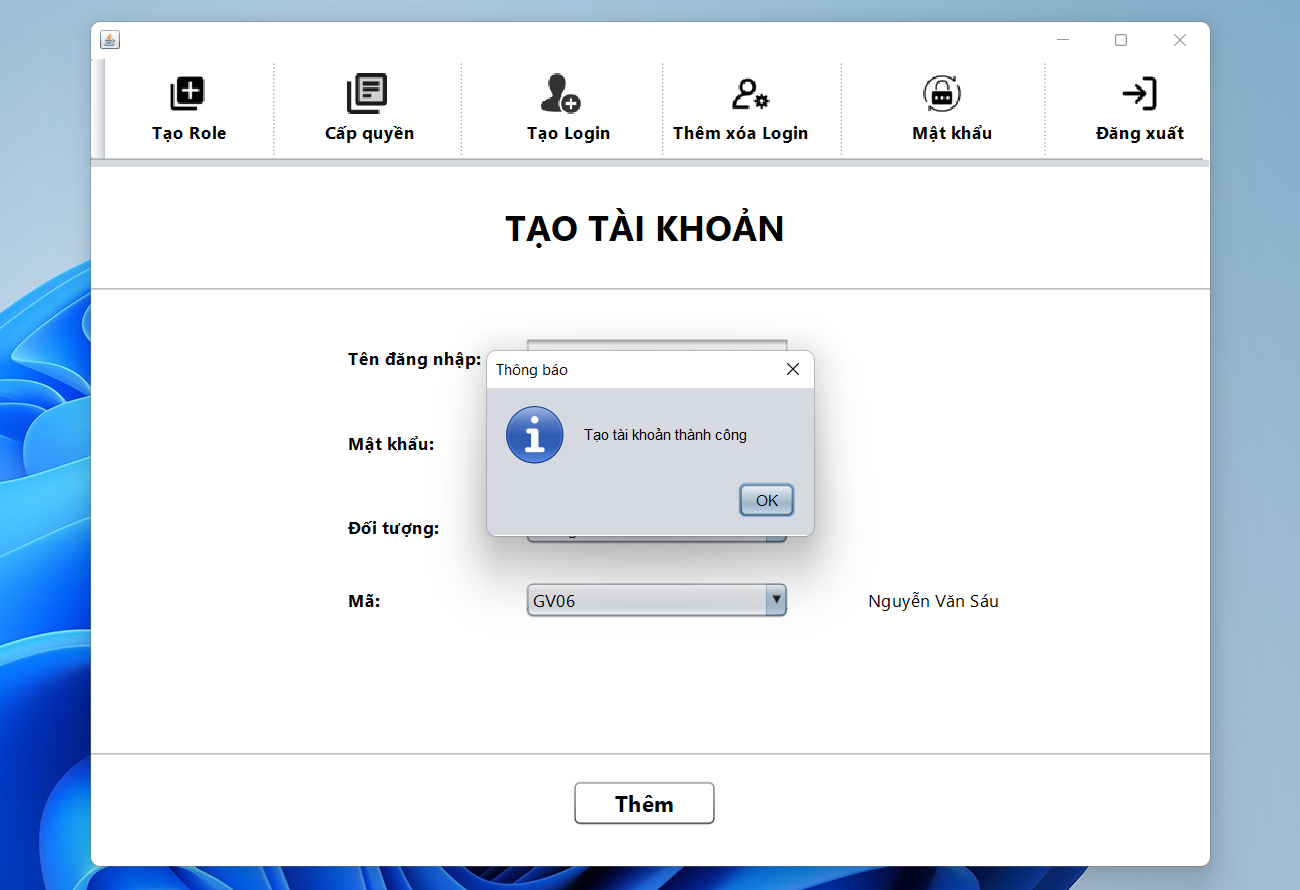 Tạo Role
Cấp quyền
Tạo Login
Thêm xóa Login
Mật khẩu
Đăng xuất
TẠO TÀI KHOẢN
Tên đăng nhập:
Thông báo
Tạo tài khoản thành công
Mật khẩu:
OK
Đối tượng:
Mã:
GV06
Nguyễn Văn Sáu
Thêm